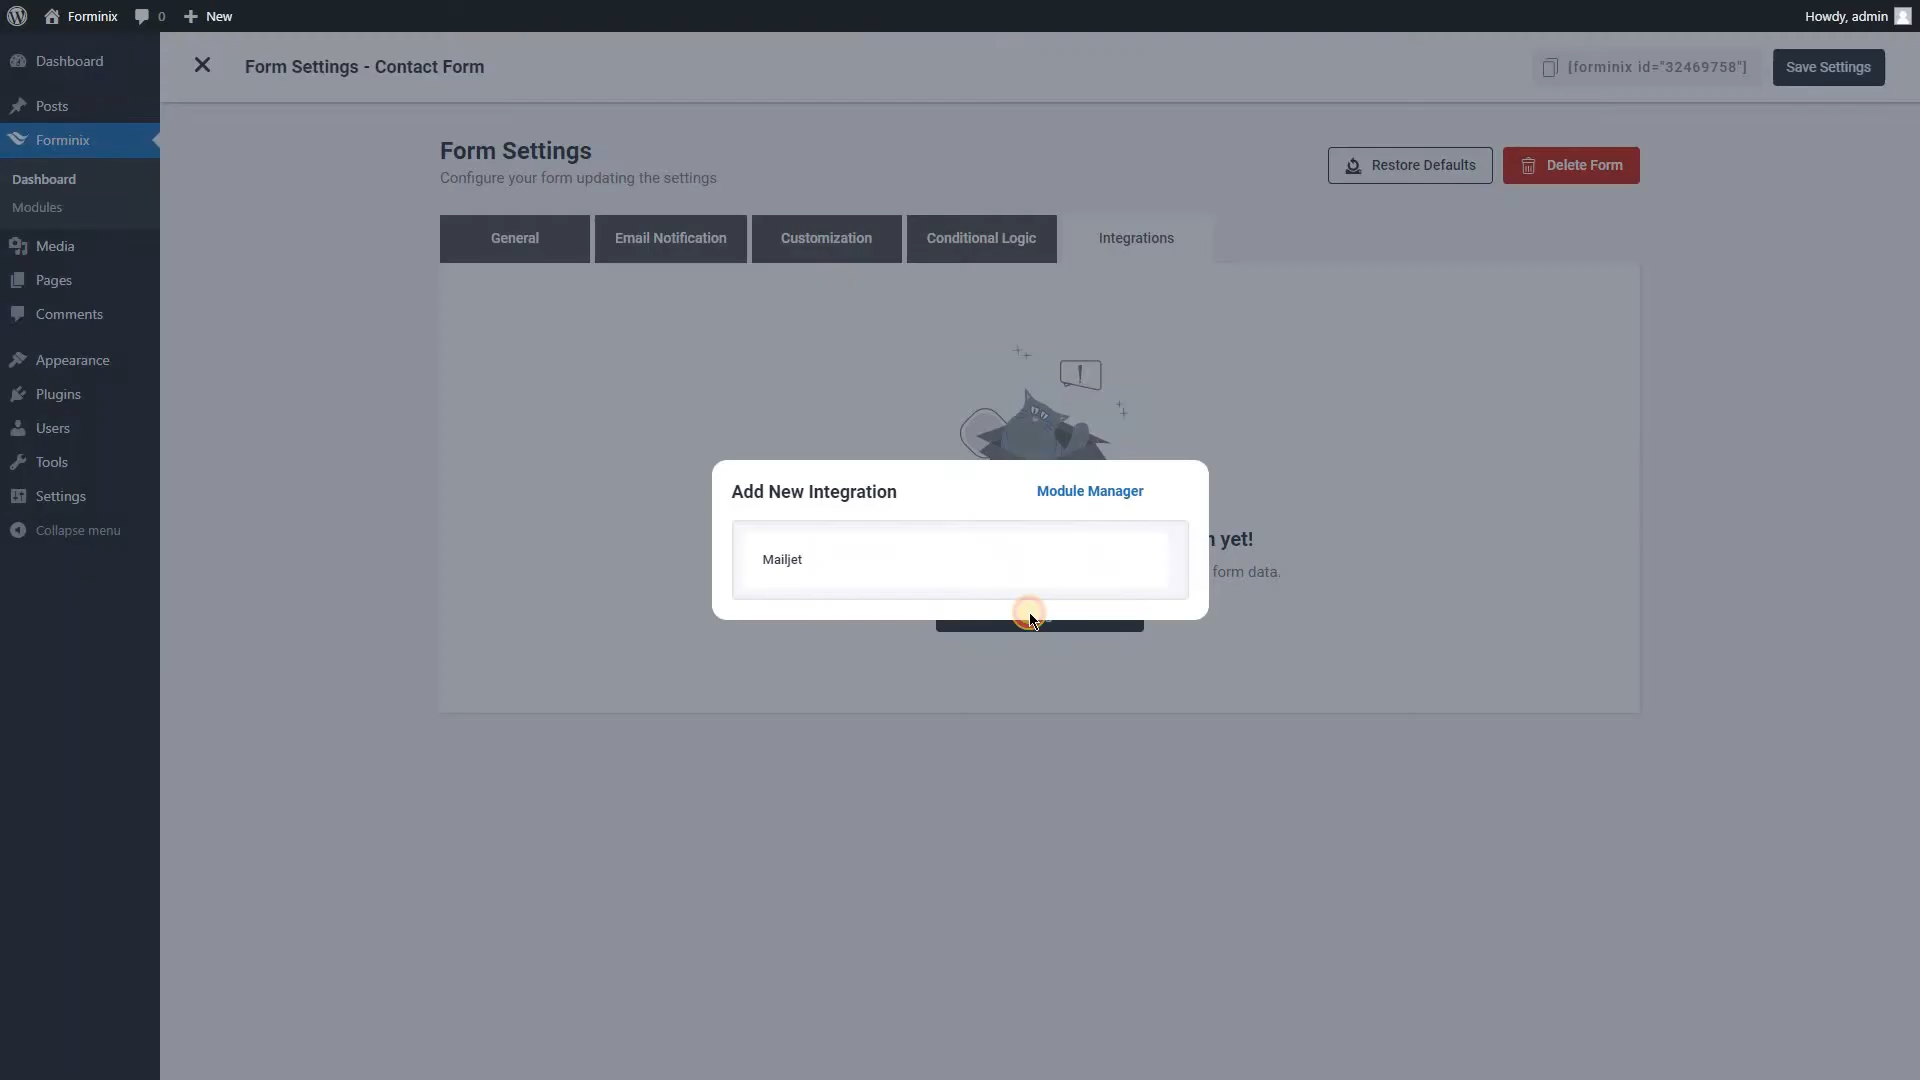 Forminix
0
New
Howdy, admin
Dashboard
Posts
Forminix
Dashboard
Modules
Media
Pages
Comments
Appearance
Plugins
Users
Tools
Settings
Collapse menu
Form Settings - Contact Form
[forminix id="32469758"]
Save Settings
Form Settings
Configure your form updating the settings
Restore Defaults
Delete Form
General
Email Notification
Customization
Conditional Logic
Integrations
!
Add New Integration
Module Manager
Mailjet
yet!
form data.